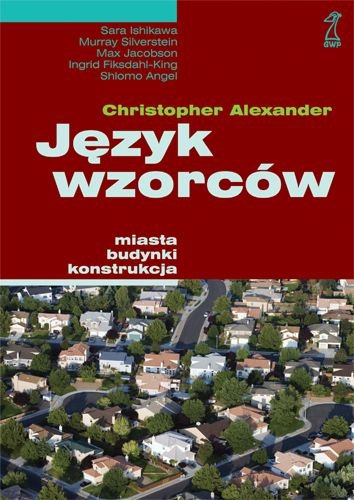 Sara Ishikawa
Murray Silverstein
Max Jacobson
Ingrid Fiksdahl-King
Shlomo Angel
GWP
Christopher Alexander
Język
wzorców
miasta
budynki
konstrukcja